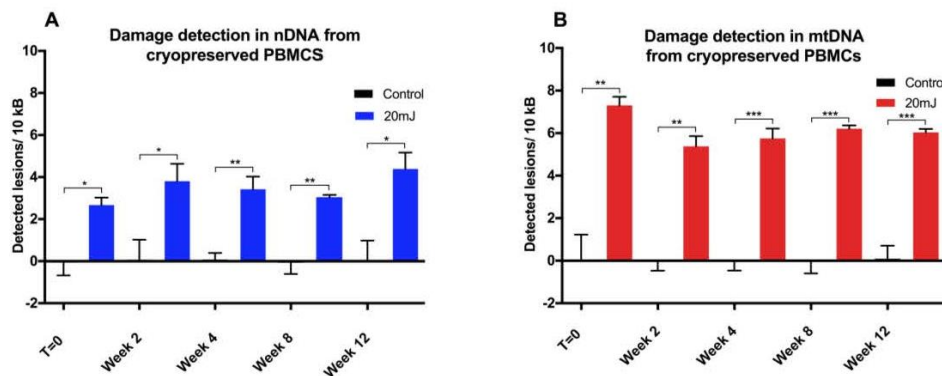 A
Damage detection in nDNA from
cryopreserved PBMCS
Detected lesions/ 10 kB
10
8
6
4
2
0
-2
Control
20mJ
*
*
**
**
*
T=0
Week 2
Week 4
Week 8
Week 12
B
Damage detection in mtDNA
from cryopreserved PBMCs
Detected lesions/ 10 kB
10
8
6
4
2
0
-2
Contro
20mJ
**
**
***
***
***
T=0
Week 2
Week 4
Week 8
Week 12